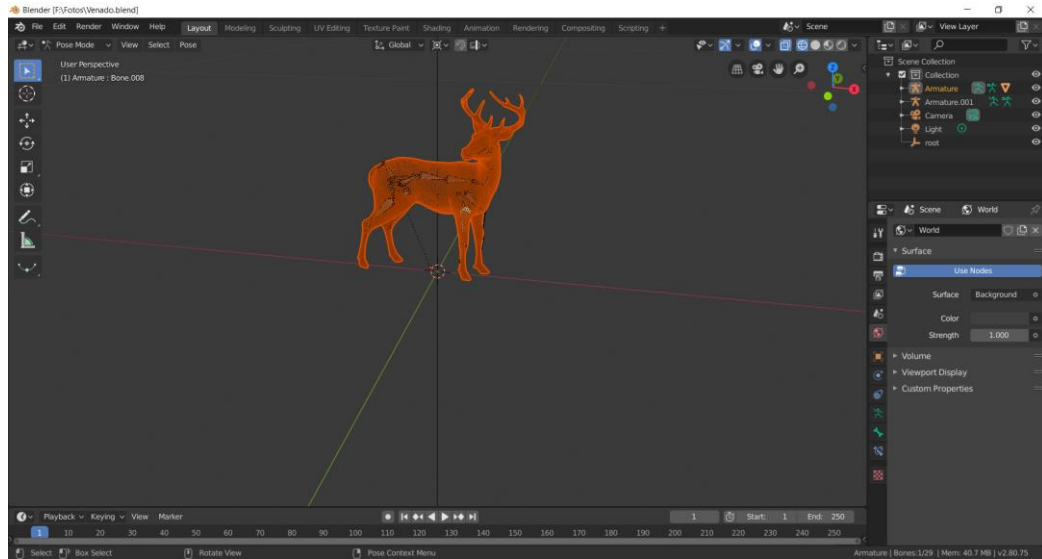 Blender [F:\Fotos\Venado.blend]
File Edit Render Window Help Layout Modeling Sculpting UV Editing Texture Paint Shading Animation Rendering Compositing Scripting + Scene View Layer
Pose Mode View Select Pose Global
User Perspective
(1) Armature : Bone.008
Z
Y
X
Scene Collection
Collection
Armature
Armature.001
Camera
Light
root
Scene World
World
Surface
Use Nodes
Surface Background
Color
Strength 1.000
Volume
Viewport Display
Custom Properties
Playback Keying View Marker 1 Start: 1 End: 250
1 10 20 30 40 50 60 70 80 90 100 110 120 130 140 150 160 170 180 190 200 210 220 230 240 250
Select Box Select Rotate View Pose Context Menu Armature | Bones:1/29 | Mem: 40.7 MB | v2.80.75